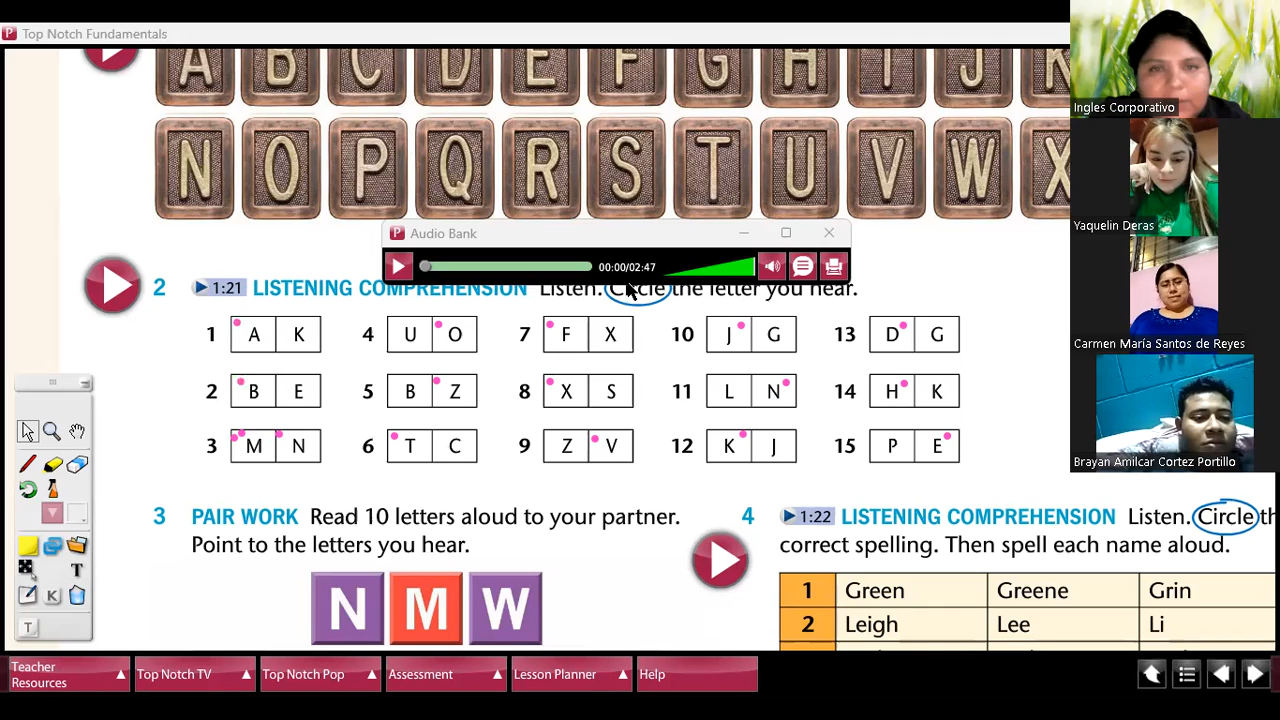 Top Notch Fundamentals
A B C D E F G H I J K
N O P Q R S T U V W X
Audio Bank
00:00/02:47
2 1:21 LISTENING COMPREHENSION Listen. Circle the letter you hear.
1 A K 4 U O 7 F X 10 J G 13 D G
2 B E 5 B Z 8 X S 11 L N 14 H K
3 M N 6 T C 9 Z V 12 K J 15 P E
3 PAIR WORK Read 10 letters aloud to your partner.
Point to the letters you hear.
N M W
4 1:22 LISTENING COMPREHENSION Listen. Circle th
correct spelling. Then spell each name aloud.
1 Green Greene Grin
2 Leigh Lee Li
T
K
T
Teacher
Resources
Top Notch TV
Top Notch Pop
Assessment
Lesson Planner
Help
Ingles Corporativo
Yaquelin Deras
Carmen María Santos de Reyes
Brayan Amilcar Cortez Portillo